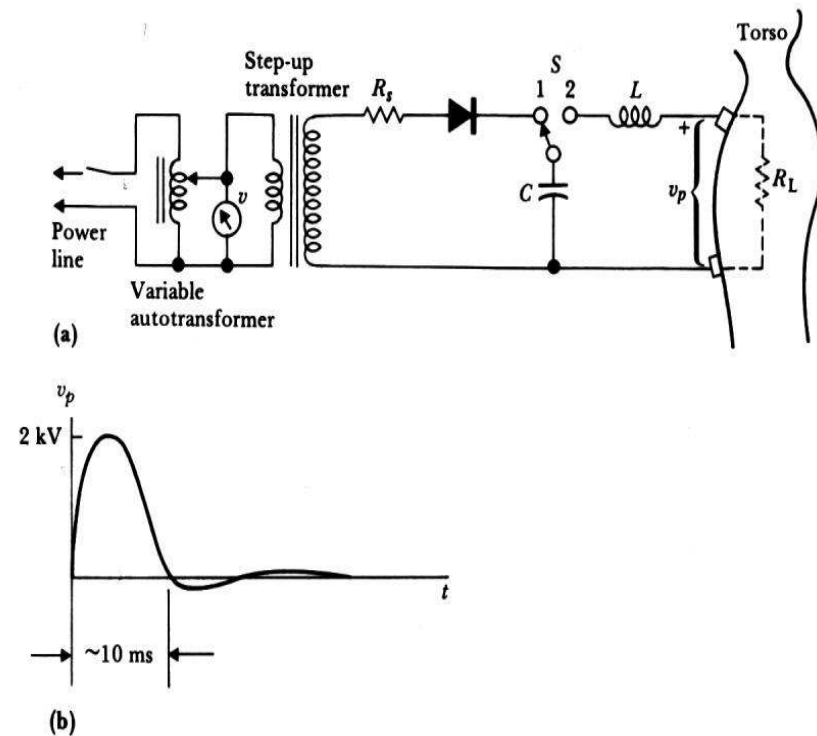 Torso
Step-up
transformer
R_s
S
1 2
L
+
v
C
v_p
R_L
Power
line
Variable
autotransformer
(a)
v_p
2 kV
t
~10 ms
(b)